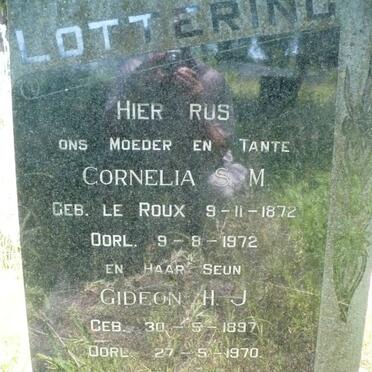 LOTTERING
HIER RUS
ONS MOEDER EN TANTE
CORNELIA S. M.
GEB. LE ROUX 9-11-1872
OORL. 9-8-1972
EN HAAR SEUN
GIDEON H. J.
GEB. 30-5-1897
OORL. 27-5-1970.